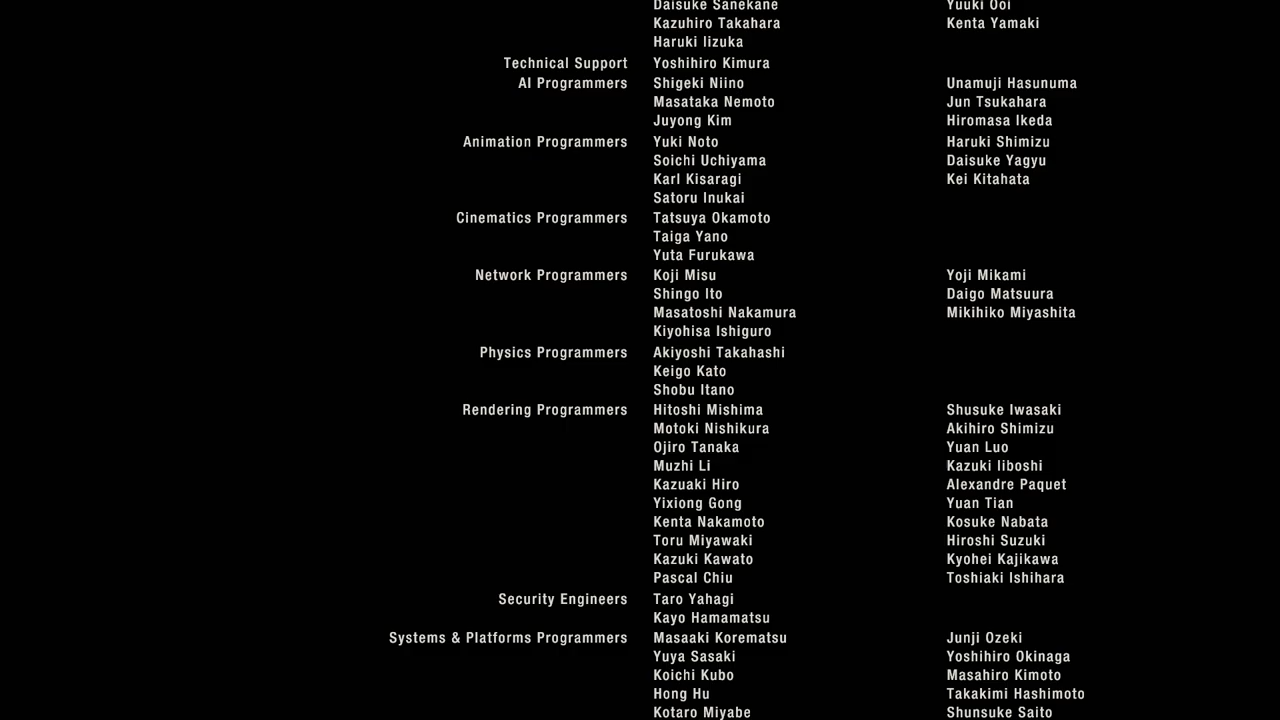 Daisuke Sanekane Yuuki Ooi
Kazuhiro Takahara Kenta Yamaki
Haruki Iizuka
Technical Support Yoshihiro Kimura
AI Programmers Shigeki Niino Unamuji Hasunuma
Masataka Nemoto Jun Tsukahara
Juyong Kim Hiromasa Ikeda
Animation Programmers Yuki Noto Haruki Shimizu
Soichi Uchiyama Daisuke Yagyu
Karl Kisaragi Kei Kitahata
Satoru Inukai
Cinematics Programmers Tatsuya Okamoto
Taiga Yano
Yuta Furukawa
Network Programmers Koji Misu Yoji Mikami
Shingo Ito Daigo Matsuura
Masatoshi Nakamura Mikihiko Miyashita
Kiyohisa Ishiguro
Physics Programmers Akiyoshi Takahashi
Keigo Kato
Shobu Itano
Rendering Programmers Hitoshi Mishima Shusuke Iwasaki
Motoki Nishikura Akihiro Shimizu
Ojiro Tanaka Yuan Luo
Muzhi Li Kazuki Iiboshi
Kazuaki Hiro Alexandre Paquet
Yixiong Gong Yuan Tian
Kenta Nakamoto Kosuke Nabata
Toru Miyawaki Hiroshi Suzuki
Kazuki Kawato Kyohei Kajikawa
Pascal Chiu Toshiaki Ishihara
Security Engineers Taro Yahagi
Kayo Hamamatsu
Systems & Platforms Programmers Masaaki Korematsu Junji Ozeki
Yuya Sasaki Yoshihiro Okinaga
Koichi Kubo Masahiro Kimoto
Hong Hu Takakimi Hashimoto
Kotaro Miyabe Shunsuke Saito